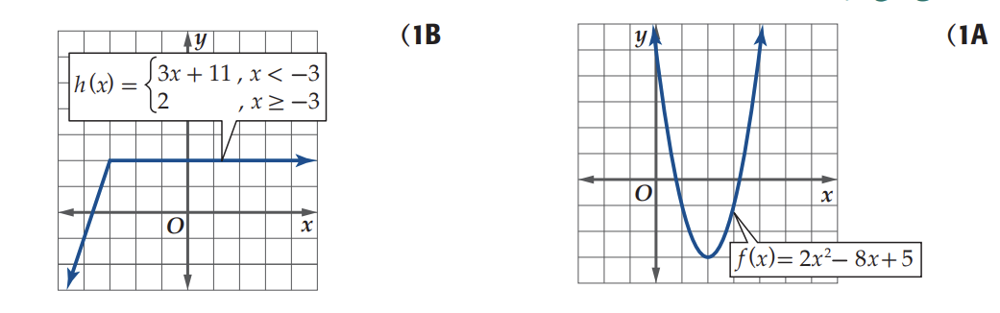 (1A
y
O
x
f(x)= 2x²– 8x+5
(1B
y
h(x) = {3x + 11 , x < −3
2 , x ≥ −3
O
x